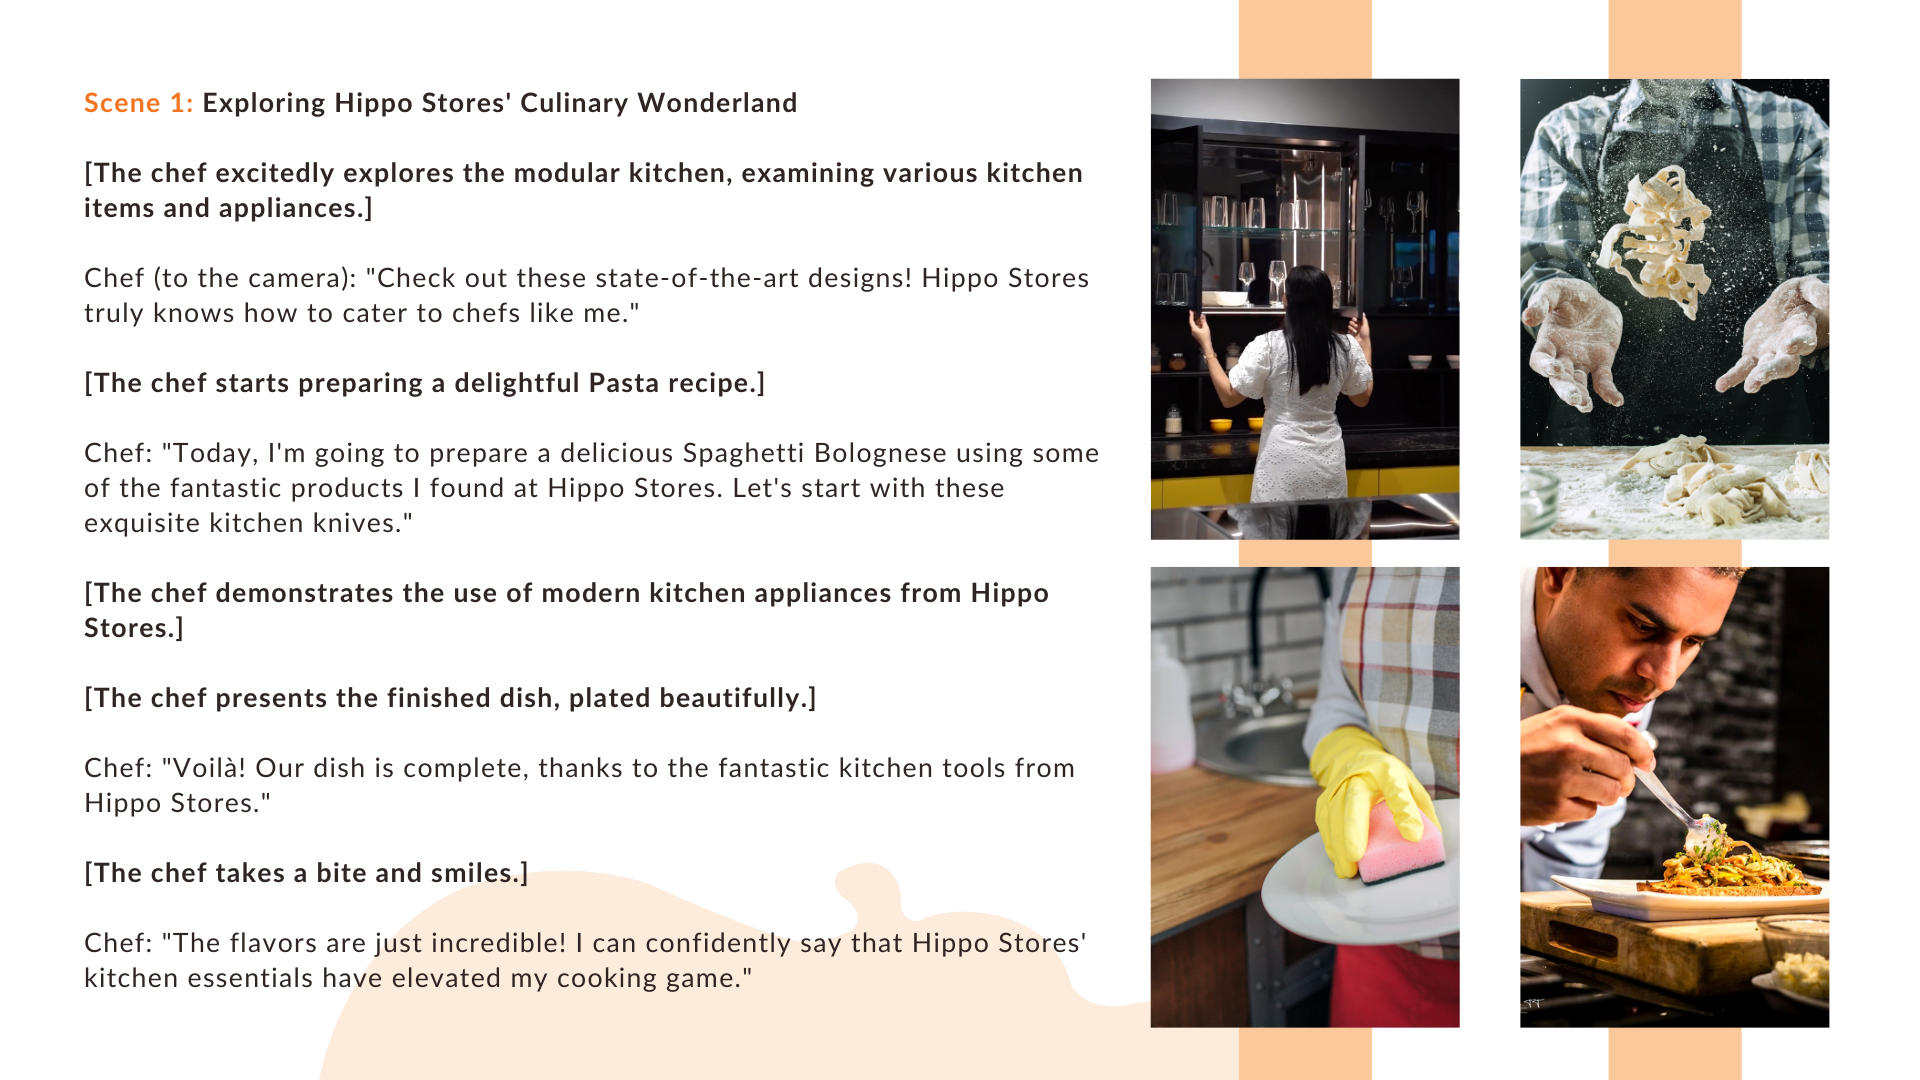 Scene 1: Exploring Hippo Stores' Culinary Wonderland
[The chef excitedly explores the modular kitchen, examining various kitchen
items and appliances.]
Chef (to the camera): "Check out these state-of-the-art designs! Hippo Stores
truly knows how to cater to chefs like me."
[The chef starts preparing a delightful Pasta recipe.]
Chef: "Today, I'm going to prepare a delicious Spaghetti Bolognese using some
of the fantastic products I found at Hippo Stores. Let's start with these
exquisite kitchen knives."
[The chef demonstrates the use of modern kitchen appliances from Hippo
Stores.]
[The chef presents the finished dish, plated beautifully.]
Chef: "Voilà! Our dish is complete, thanks to the fantastic kitchen tools from
Hippo Stores."
[The chef takes a bite and smiles.]
Chef: "The flavors are just incredible! I can confidently say that Hippo Stores'
kitchen essentials have elevated my cooking game."